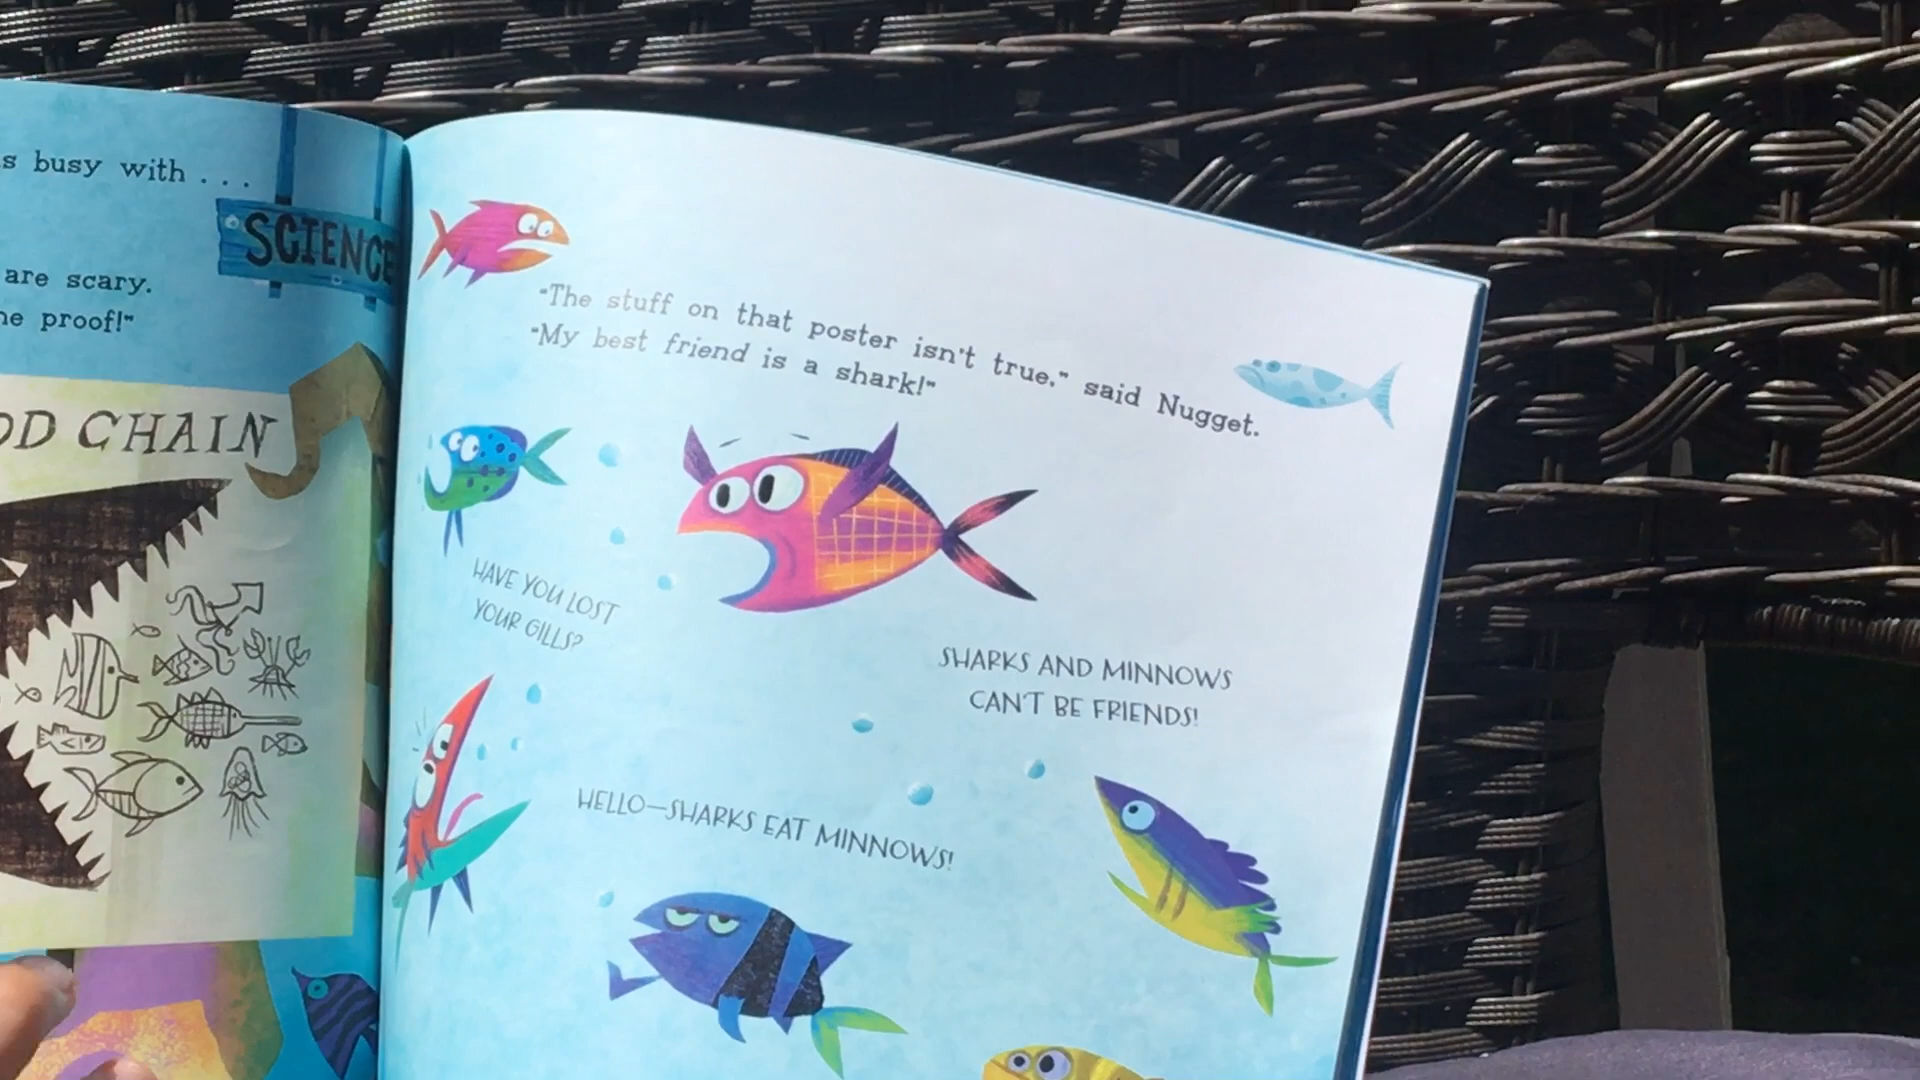 s busy with . . .
SCIENCE
are scary.
proof!"
CHAIN
"The stuff on that poster isn't true," said Nugget.
"My best friend is a shark!"
HAVE YOU LOST
YOUR GILLS?
SHARKS AND MINNOWS
CAN'T BE FRIENDS!
HELLO—SHARKS EAT MINNOWS!